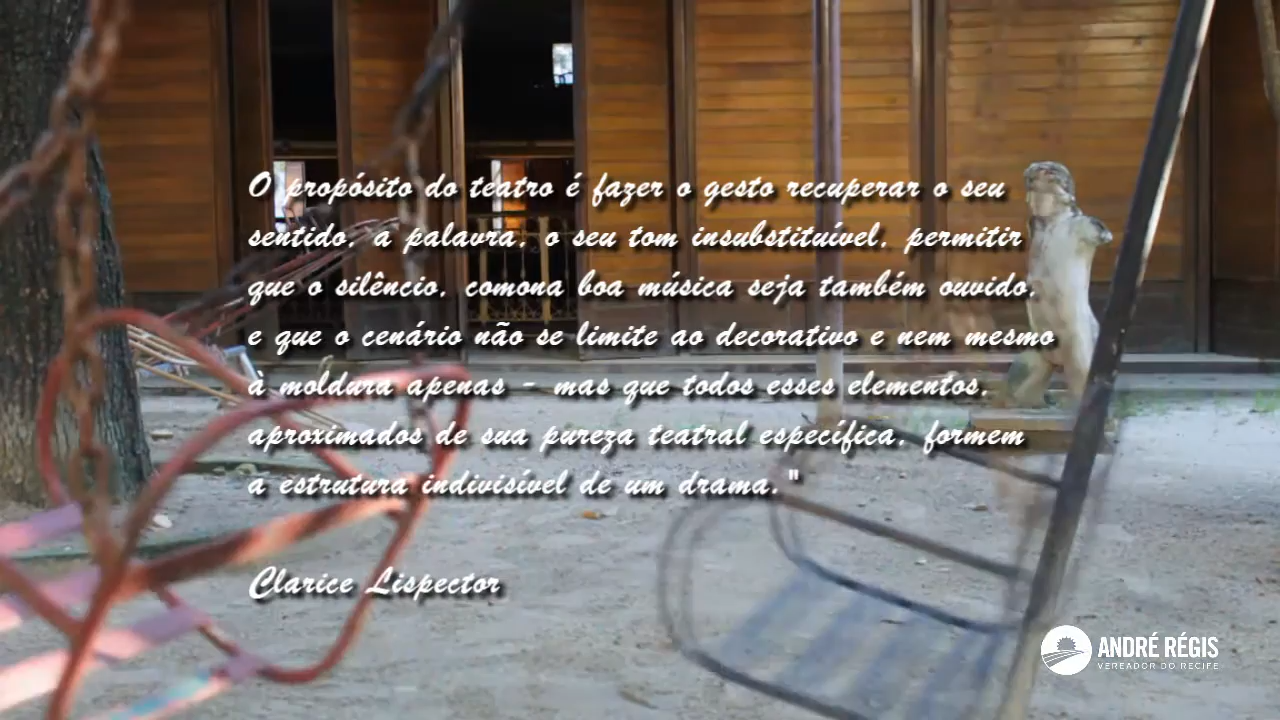 O propósito do teatro é fazer o gesto recuperar o seu
sentido, a palavra, o seu tom insubstituível, permitir
que o silêncio, comona boa música seja também ouvido,
e que o cenário não se limite ao decorativo e nem mesmo
à moldura apenas - mas que todos esses elementos,
aproximados de sua pureza teatral específica, formem
a estrutura indivisível de um drama."
Clarice Lispector
ANDRÉ RÉGIS
VEREADOR DO RECIFE